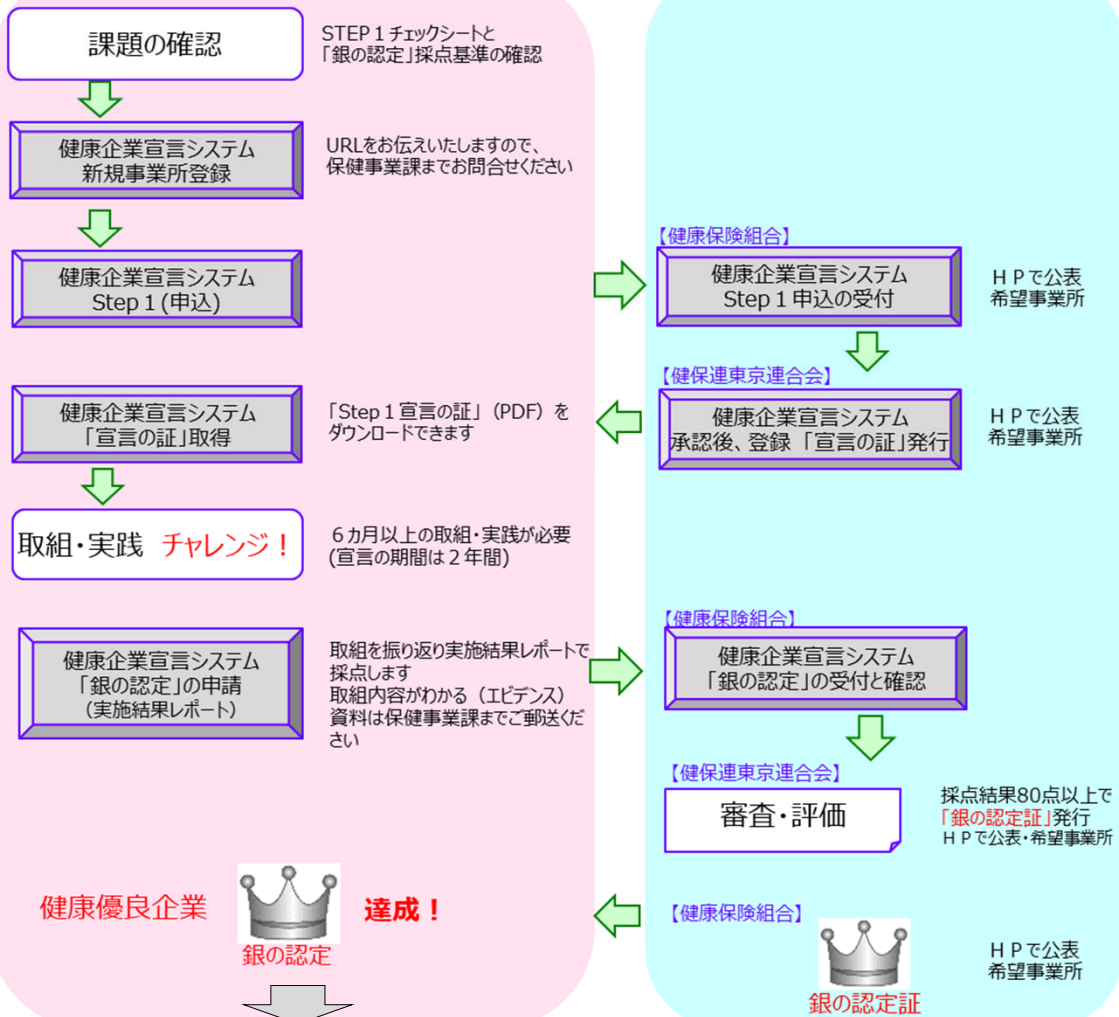 課題の確認
STEP1チェックシートと
「銀の認定」採点基準の確認
健康企業宣言システム
新規事業所登録
URLをお伝えいたしますので、
保健事業課までお問合せください
健康企業宣言システム
Step1(申込)
【健康保険組合】
健康企業宣言システム
Step1申込の受付
HPで公表
希望事業所
【健保連東京連合会】
健康企業宣言システム
承認後、登録「宣言の証」発行
HPで公表
希望事業所
健康企業宣言システム
「宣言の証」取得
「Step1宣言の証」(PDF)を
ダウンロードできます
取組・実践 チャレンジ！
6ヵ月以上の取組・実践が必要
(宣言の期間は2年間)
健康企業宣言システム
「銀の認定」の申請
(実施結果レポート)
取組を振り返り実施結果レポートで
採点します
取組内容がわかる（エビデンス）
資料は保健事業課までご郵送くだ
さい
【健康保険組合】
健康企業宣言システム
「銀の認定」の受付と確認
【健保連東京連合会】
審査・評価
採点結果80点以上で
「銀の認定証」発行
HPで公表・希望事業所
健康優良企業
銀の認定
達成！
【健康保険組合】
銀の認定証
HPで公表
希望事業所